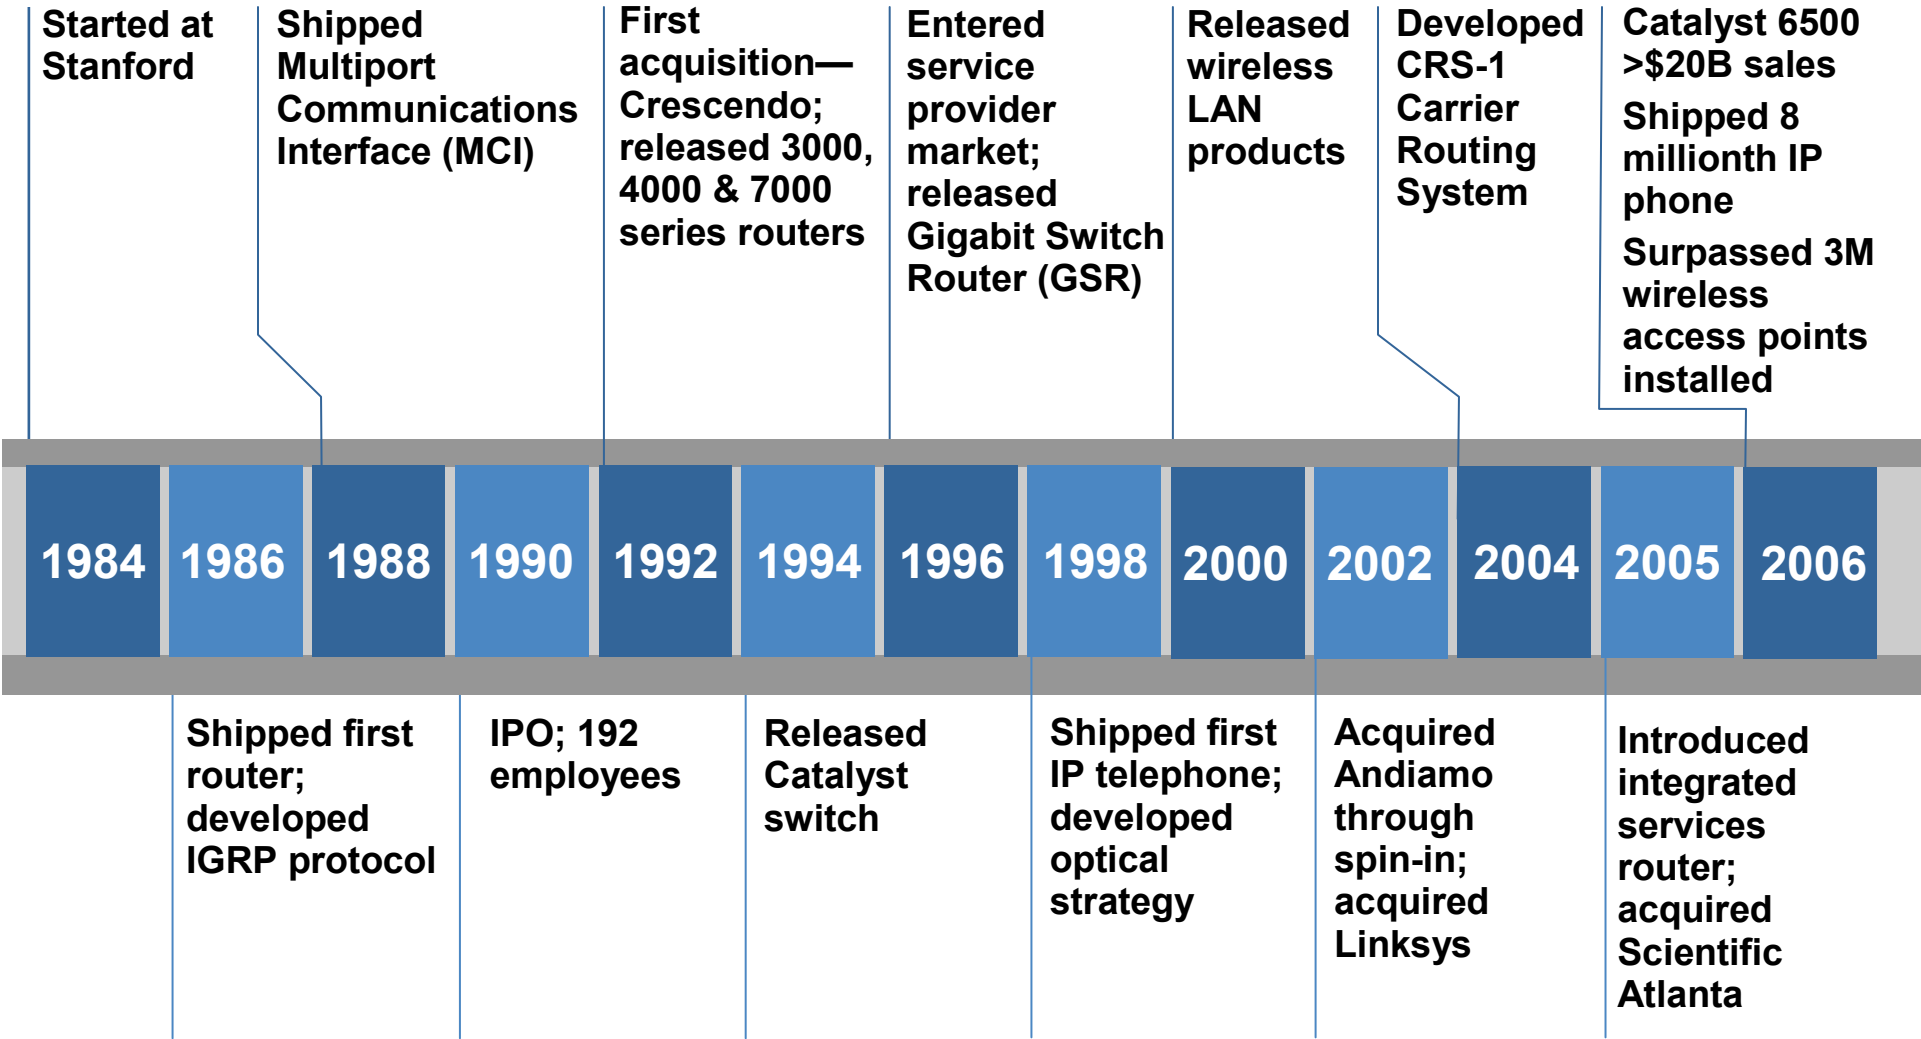 Started at
Stanford
Shipped
Multiport
Communications
Interface (MCI)
First
acquisition—
Crescendo;
released 3000,
4000 & 7000
series routers
Entered
service
provider
market;
released
Gigabit Switch
Router (GSR)
Released
wireless
LAN
products
Developed
CRS-1
Carrier
Routing
System
Catalyst 6500
>$20B sales
Shipped 8
millionth IP
phone
Surpassed 3M
wireless
access points
installed
1984 1986 1988 1990 1992 1994 1996 1998 2000 2002 2004 2005 2006
Shipped first
router;
developed
IGRP protocol
IPO; 192
employees
Released
Catalyst
switch
Shipped first
IP telephone;
developed
optical
strategy
Acquired
Andiamo
through
spin-in;
acquired
Linksys
Introduced
integrated
services
router;
acquired
Scientific
Atlanta